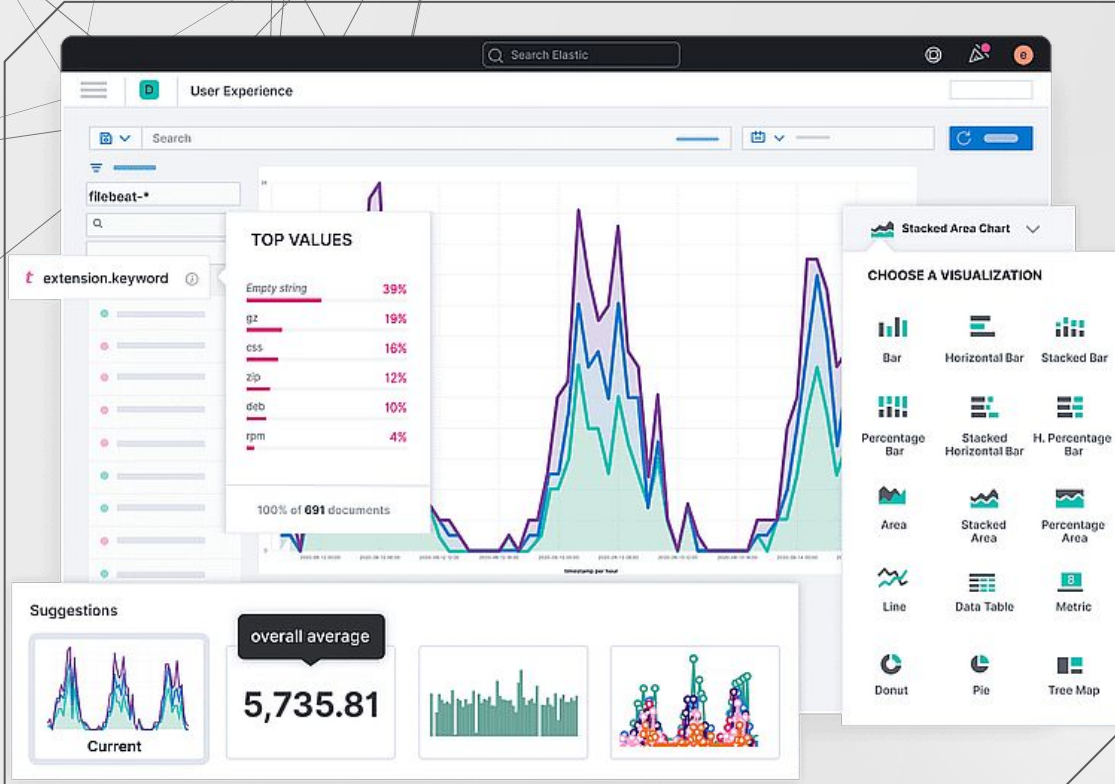 Search Elastic
e
D
User Experience
Search
filebeat-*
t extension.keyword
TOP VALUES
Empty string 39%
gz 19%
css 16%
zip 12%
deb 10%
rpm 4%
100% of 691 documents
timestamp per hour
Stacked Area Chart
CHOOSE A VISUALIZATION
Bar
Horizontal Bar
Stacked Bar
Percentage
Bar
Stacked
Horizontal Bar
H. Percentage
Bar
Area
Stacked
Area
Percentage
Area
Line
Data Table
8
Metric
Donut
Pie
Tree Map
Suggestions
Current
overall average
5,735.81